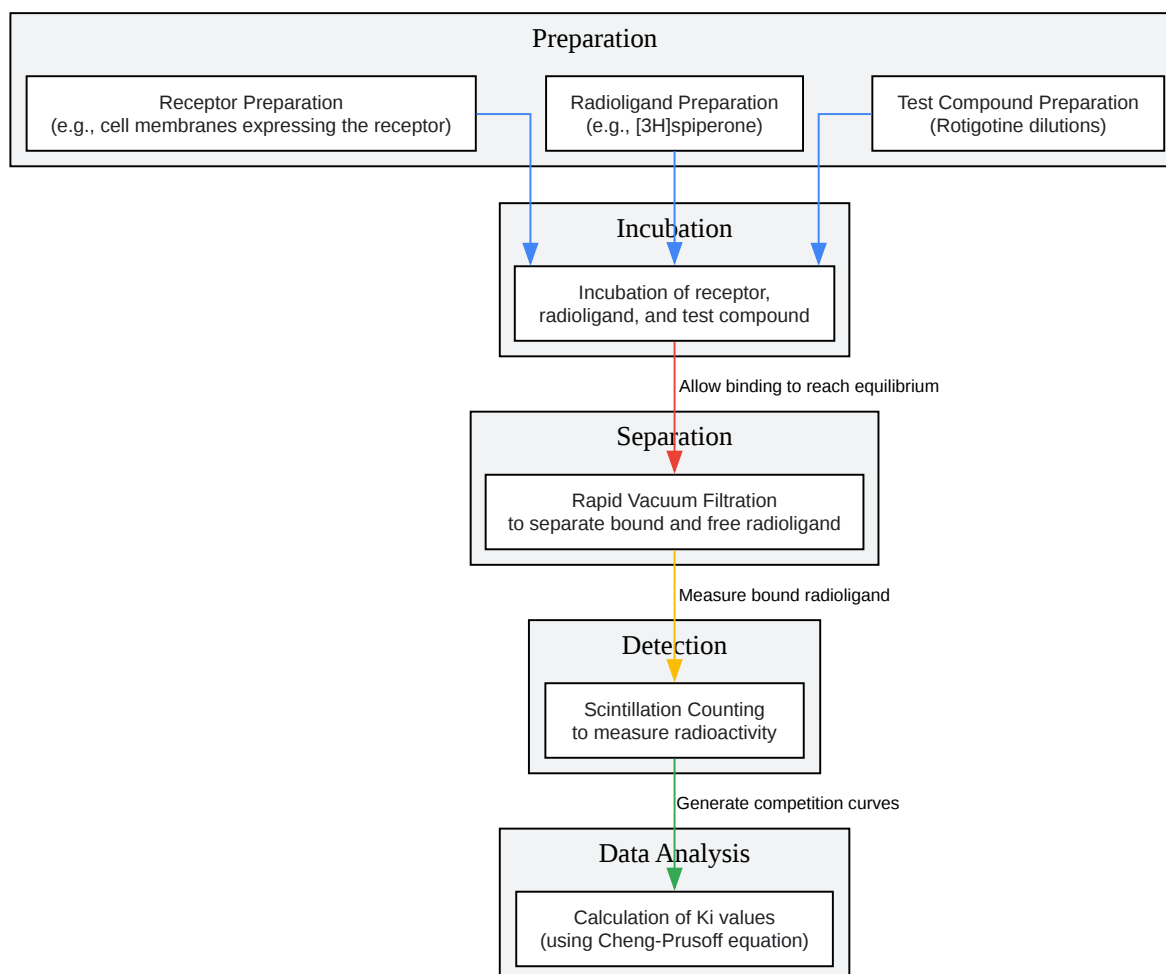 Preparation
Receptor Preparation
(e.g., cell membranes expressing the receptor)
Radioligand Preparation
(e.g., [3H]spiperone)
Test Compound Preparation
(Rotigotine dilutions)
Incubation
Incubation of receptor,
radioligand, and test compound
Allow binding to reach equilibrium
Separation
Rapid Vacuum Filtration
to separate bound and free radioligand
Measure bound radioligand
Detection
Scintillation Counting
to measure radioactivity
Generate competition curves
Data Analysis
Calculation of Ki values
(using Cheng-Prusoff equation)